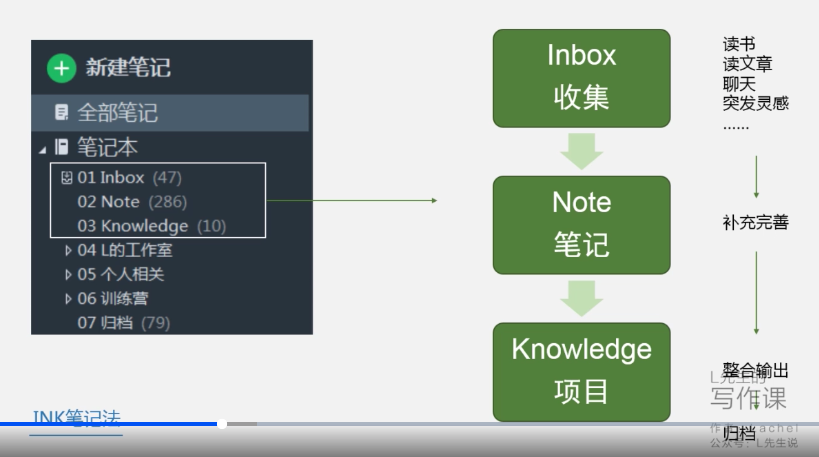 新建笔记
全部笔记
笔记本
01 Inbox (47)
02 Note (286)
03 Knowledge (10)
04 L的工作室
05 个人相关
06 训练营
07 归档 (79)
INK笔记法
Inbox
收集
Note
笔记
Knowledge
项目
读书
读文章
聊天
突发灵感
......
补充完善
整合输出
L先生的
写作课
归档
公众号：L先生说